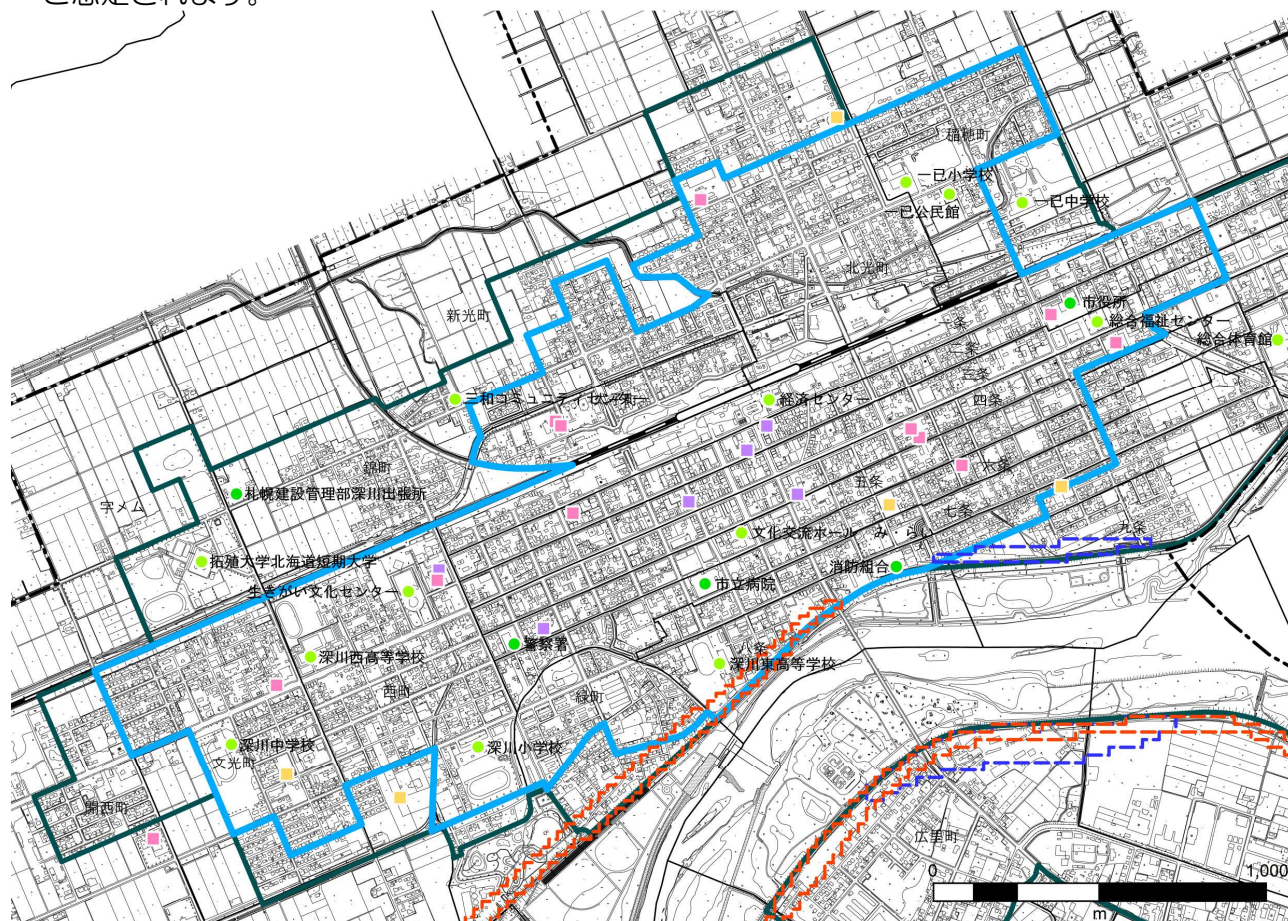 と想定されます。
稲穂町
一已小学校
一已公民館
一已中学校
北光町
新光町
市役所
総合福祉センター
総合体育館
一条
二条
三条
四条
三和コミュニティセンター
経済センター
錦町
札幌建設管理部深川出張所
字メム
五条
六条
七条
九条
文化交流ホール み・らい
拓殖大学北海道短期大学
生きがい文化センター
消防組合
市立病院
警察署
八条
深川東高等学校
深川西高等学校
西町
緑町
深川中学校
文光町
深川小学校
開西町
広里町
0
1,000
m